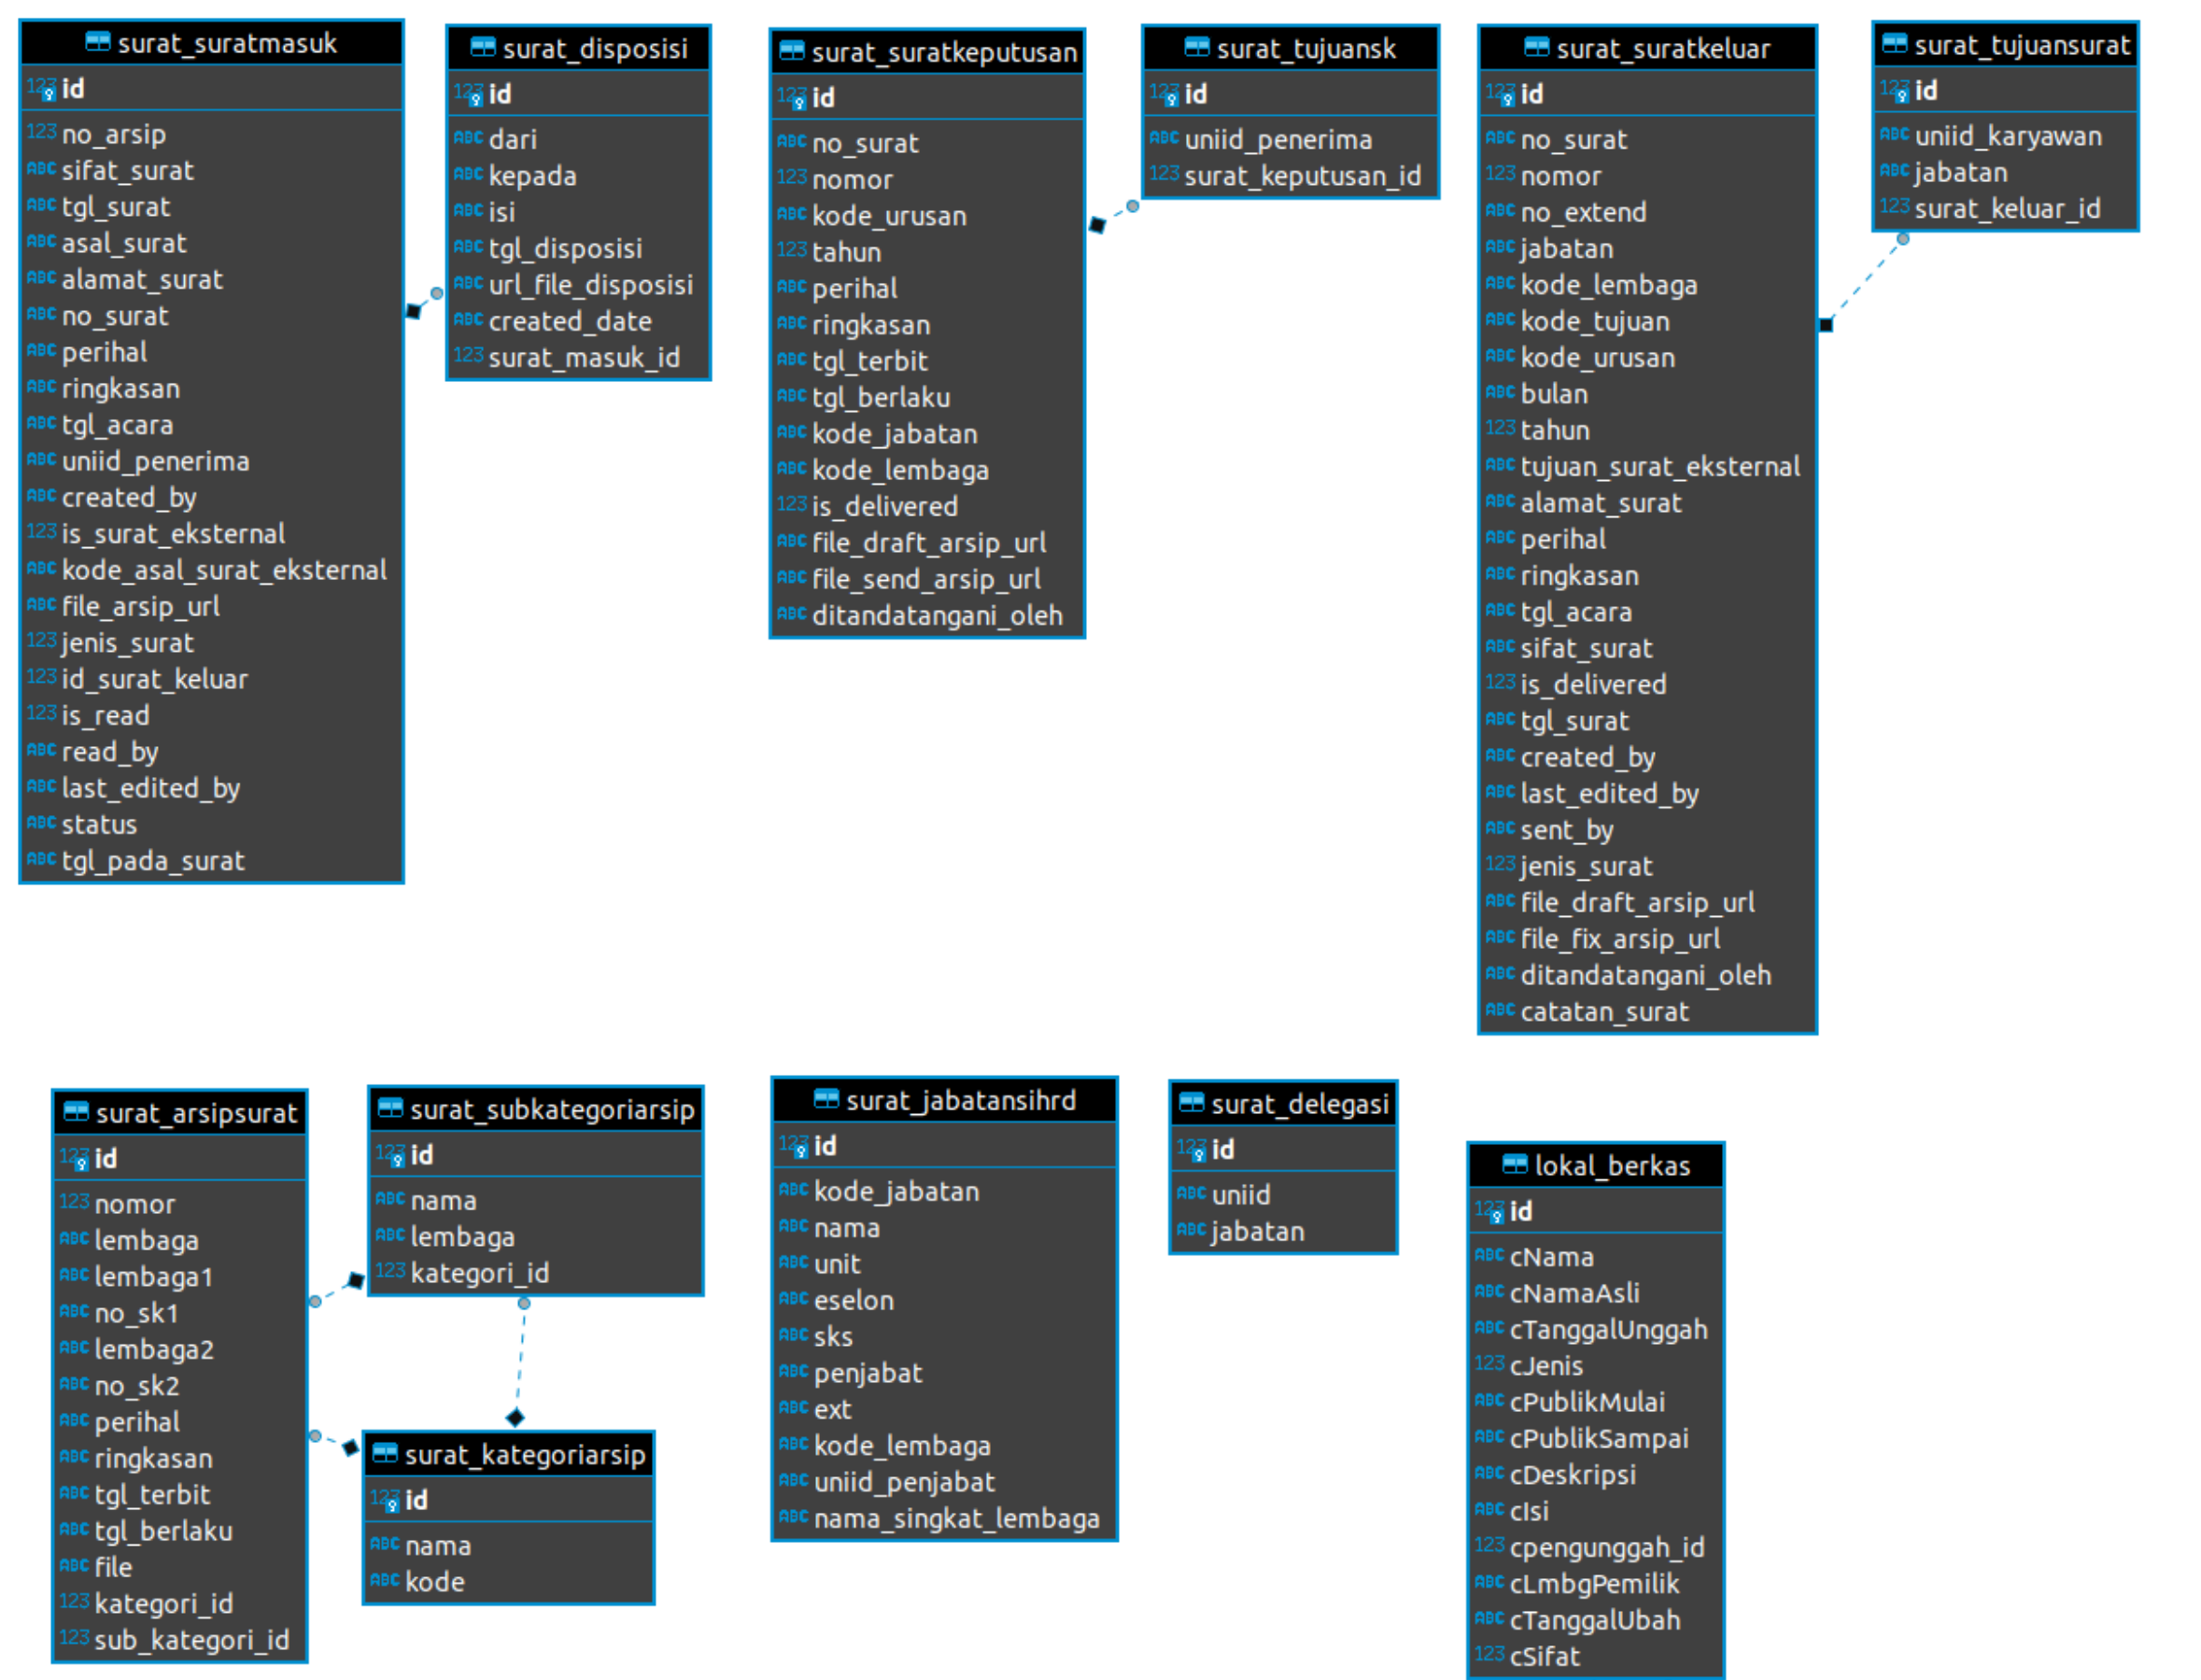 surat_suratmasuk
123 id
123 no_arsip
ABC sifat_surat
ABC tgl_surat
ABC asal_surat
ABC alamat_surat
ABC no_surat
ABC perihal
ABC ringkasan
ABC tgl_acara
ABC uniid_penerima
ABC created_by
123 is_surat_eksternal
ABC kode_asal_surat_eksternal
ABC file_arsip_url
123 jenis_surat
123 id_surat_keluar
123 is_read
ABC read_by
ABC last_edited_by
ABC status
ABC tgl_pada_surat
surat_disposisi
123 id
ABC dari
ABC kepada
ABC isi
ABC tgl_disposisi
ABC url_file_disposisi
ABC created_date
123 surat_masuk_id
surat_suratkeputusan
123 id
ABC no_surat
123 nomor
ABC kode_urusan
123 tahun
ABC perihal
ABC ringkasan
ABC tgl_terbit
ABC tgl_berlaku
ABC kode_jabatan
ABC kode_lembaga
123 is_delivered
ABC file_draft_arsip_url
ABC file_send_arsip_url
ABC ditandatangani_oleh
surat_tujuansk
123 id
ABC uniid_penerima
123 surat_keputusan_id
surat_suratkeluar
123 id
ABC no_surat
123 nomor
ABC no_extend
ABC jabatan
ABC kode_lembaga
ABC kode_tujuan
ABC kode_urusan
ABC bulan
123 tahun
ABC tujuan_surat_eksternal
ABC alamat_surat
ABC perihal
ABC ringkasan
ABC tgl_acara
ABC sifat_surat
123 is_delivered
ABC tgl_surat
ABC created_by
ABC last_edited_by
ABC sent_by
123 jenis_surat
ABC file_draft_arsip_url
ABC file_fix_arsip_url
ABC ditandatangani_oleh
ABC catatan_surat
surat_tujuansurat
123 id
ABC uniid_karyawan
ABC jabatan
123 surat_keluar_id
surat_arsipsurat
123 id
123 nomor
ABC lembaga
ABC lembaga1
ABC no_sk1
ABC lembaga2
ABC no_sk2
ABC perihal
ABC ringkasan
ABC tgl_terbit
ABC tgl_berlaku
ABC file
123 kategori_id
123 sub_kategori_id
surat_subkategoriarsip
123 id
ABC nama
ABC lembaga
123 kategori_id
surat_kategoriarsip
123 id
ABC nama
ABC kode
surat_jabatansihrd
123 id
ABC kode_jabatan
ABC nama
ABC unit
ABC eselon
ABC sks
ABC penjabat
ABC ext
ABC kode_lembaga
ABC uniid_penjabat
ABC nama_singkat_lembaga
surat_delegasi
123 id
ABC uniid
ABC jabatan
lokal_berkas
123 id
ABC cNama
ABC cNamaAsli
ABC cTanggalUnggah
123 cJenis
ABC cPublikMulai
ABC cPublikSampai
ABC cDeskripsi
ABC cIsi
123 cpengunggah_id
ABC cLmbgPemilik
ABC cTanggalUbah
123 cSifat